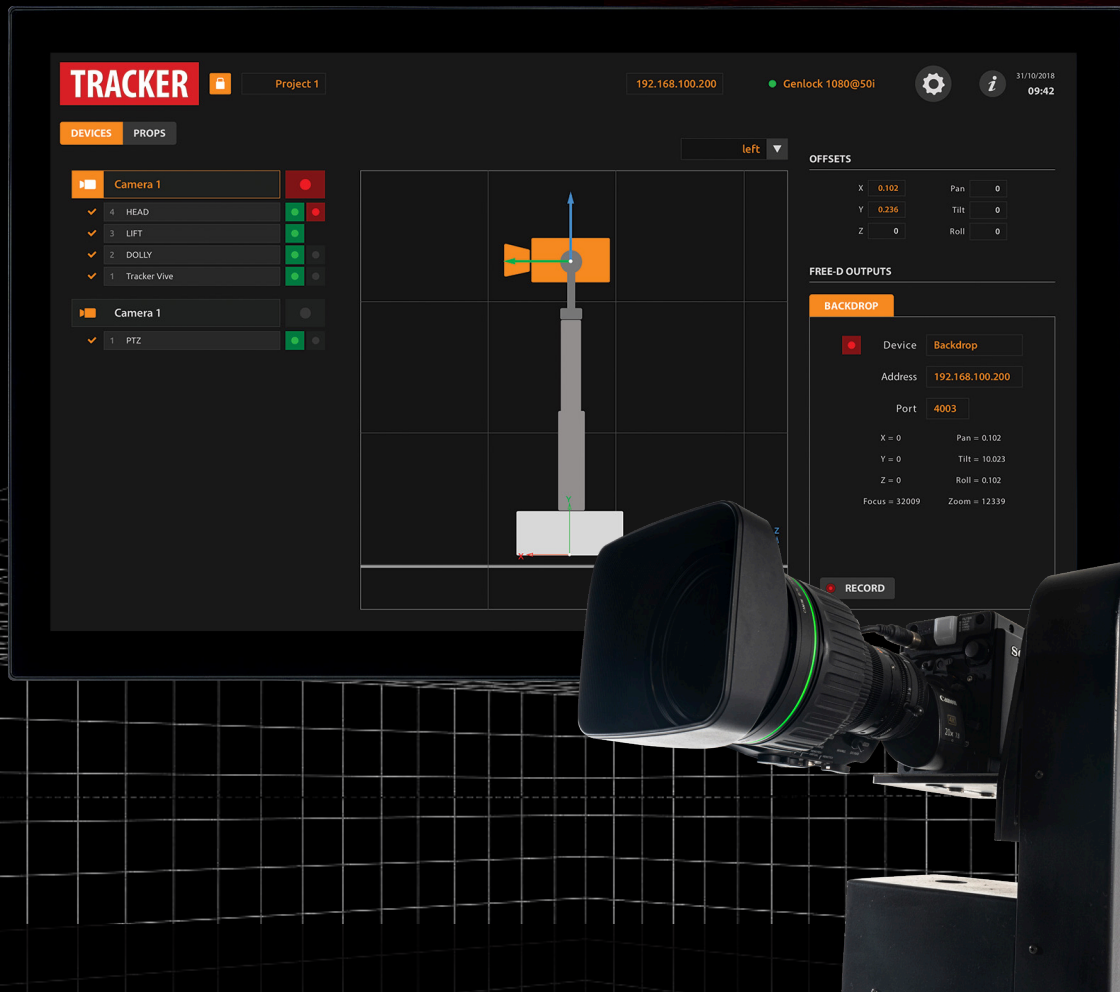 TRACKER
Project 1
192.168.100.200
Genlock 1080@50i
i
31/10/2018
09:42
DEVICES
PROPS
left
OFFSETS
Camera 1
4 HEAD
3 LIFT
2 DOLLY
1 Tracker Vive
Camera 1
1 PTZ
X 0.102 Pan 0
Y 0.236 Tilt 0
Z 0 Roll 0
FREE-D OUTPUTS
BACKDROP
Device Backdrop
Address 192.168.100.200
Port 4003
X = 0 Pan = 0.102
Y = 0 Tilt = 10.023
Z = 0 Roll = 0.102
Focus = 32009 Zoom = 12339
RECORD
Y
X
Z
Canon